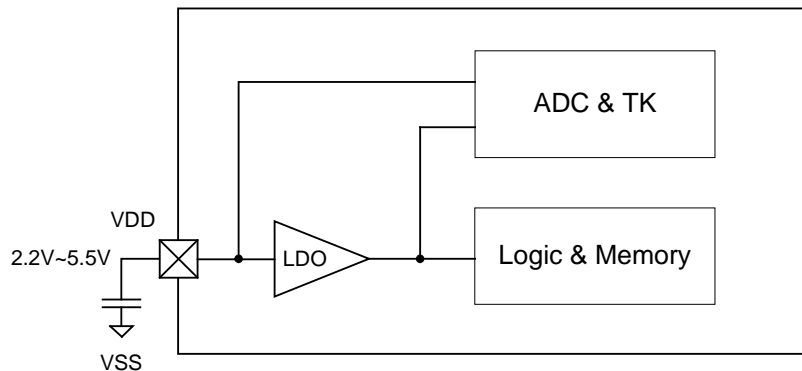 ADC & TK
VDD
2.2V~5.5V
LDO
Logic & Memory
VSS